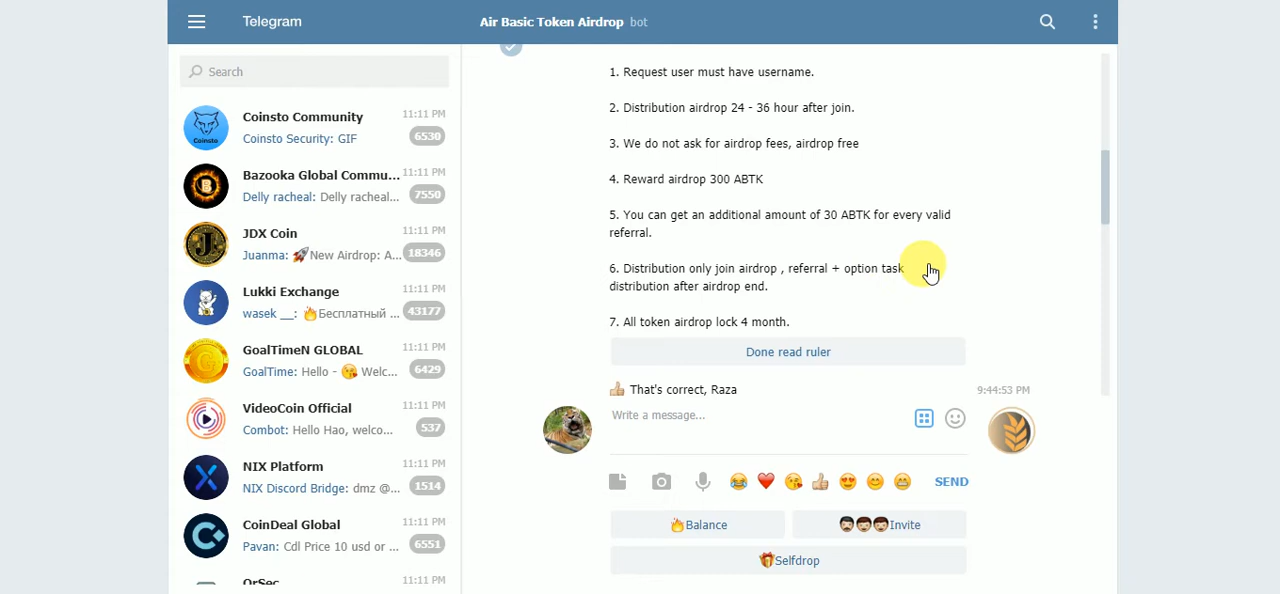 Telegram
Air Basic Token Airdrop bot
Search
Coinsto Community 11:11 PM
Coinsto Security: GIF 6530
Bazooka Global Commu... 11:11 PM
Delly racheal: Delly racheal... 7550
JDX Coin 11:11 PM
Juanma: 🚀New Airdrop: A... 18346
Lukki Exchange 11:11 PM
wasek __: 🔥Бесплатный ... 43177
GoalTimeN GLOBAL 11:11 PM
GoalTime: Hello - 😘 Welc... 6429
VideoCoin Official 11:11 PM
Combot: Hello Hao, welco... 537
NIX Platform 11:11 PM
NIX Discord Bridge: dmz @... 1514
CoinDeal Global 11:11 PM
Pavan: Cdl Price 10 usd or ... 6551
OrSec 11:11 PM
1. Request user must have username.
2. Distribution airdrop 24 - 36 hour after join.
3. We do not ask for airdrop fees, airdrop free
4. Reward airdrop 300 ABTK
5. You can get an additional amount of 30 ABTK for every valid
referral.
6. Distribution only join airdrop , referral + option task
distribution after airdrop end.
7. All token airdrop lock 4 month.
Done read ruler
👍 That's correct, Raza 9:44:53 PM
Write a message...
SEND
🔥Balance
Invite
🎁Selfdrop